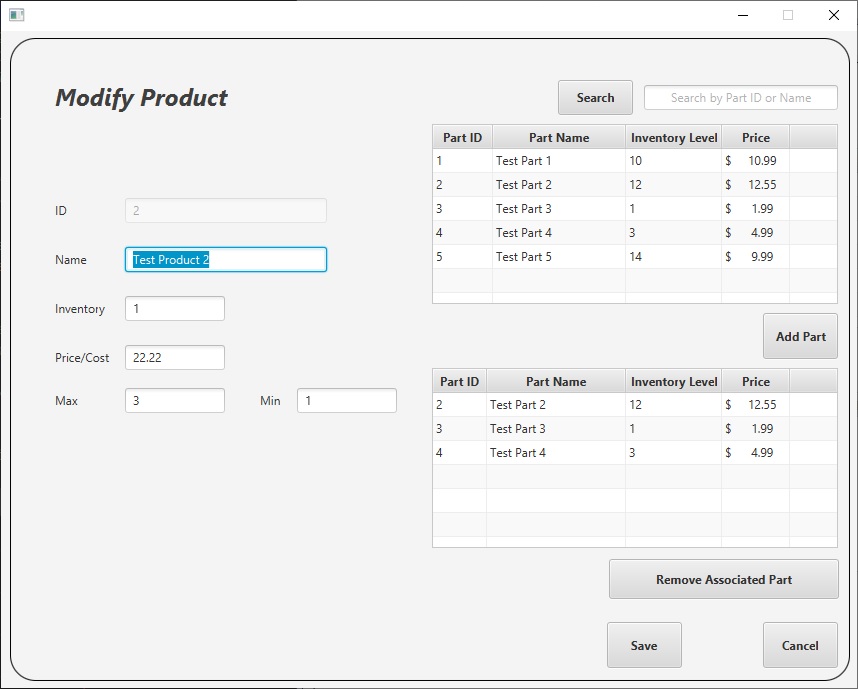 Modify Product
Search
Search by Part ID or Name
Part ID Part Name Inventory Level Price
1 Test Part 1 10 $ 10.99
2 Test Part 2 12 $ 12.55
3 Test Part 3 1 $ 1.99
4 Test Part 4 3 $ 4.99
5 Test Part 5 14 $ 9.99
ID 2
Name Test Product 2
Inventory 1
Price/Cost 22.22
Max 3 Min 1
Add Part
Part ID Part Name Inventory Level Price
2 Test Part 2 12 $ 12.55
3 Test Part 3 1 $ 1.99
4 Test Part 4 3 $ 4.99
Remove Associated Part
Save Cancel